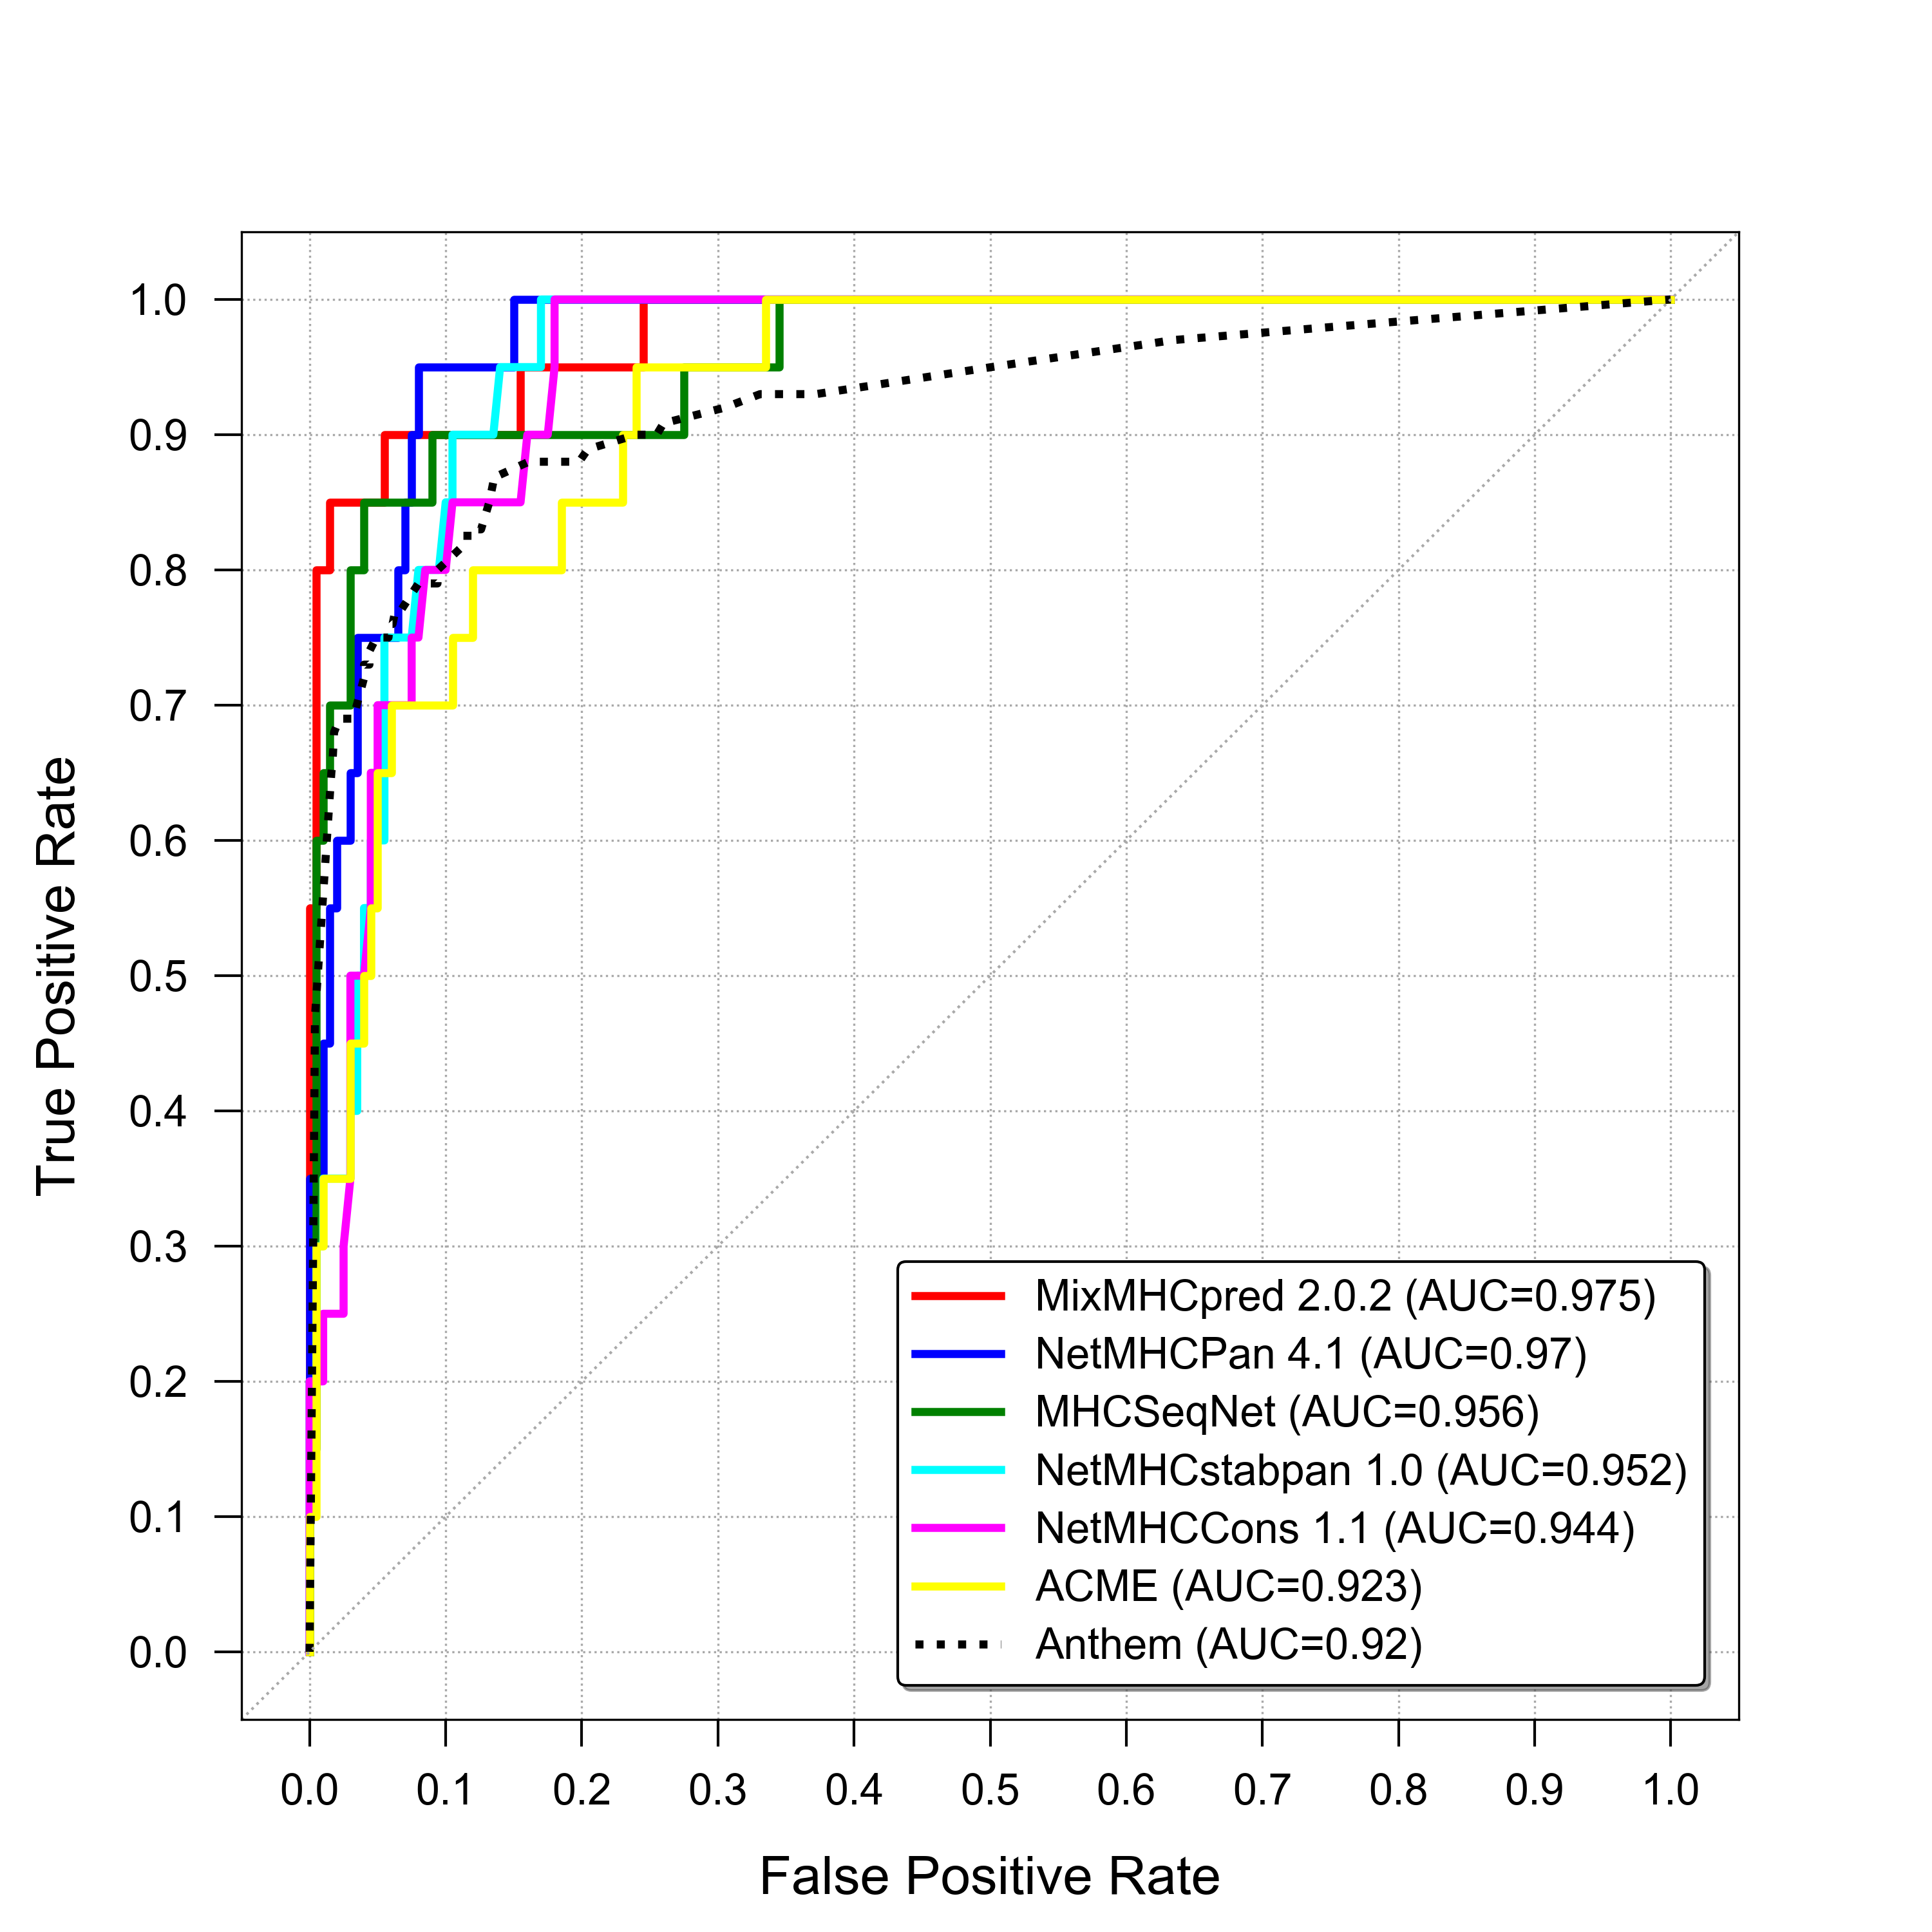 1.0
0.9
0.8
0.7
0.6
0.5
0.4
0.3
0.2
0.1
0.0
True Positive Rate
MixMHCpred 2.0.2 (AUC=0.975)
NetMHCPan 4.1 (AUC=0.97)
MHCSeqNet (AUC=0.956)
NetMHCstabpan 1.0 (AUC=0.952)
NetMHCCons 1.1 (AUC=0.944)
ACME (AUC=0.923)
Anthem (AUC=0.92)
0.0 0.1 0.2 0.3 0.4 0.5 0.6 0.7 0.8 0.9 1.0
False Positive Rate